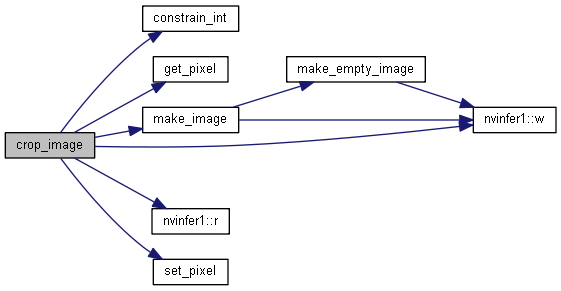 constrain_int
get_pixel
make_empty_image
make_image
nvinfer1::w
crop_image
nvinfer1::r
set_pixel